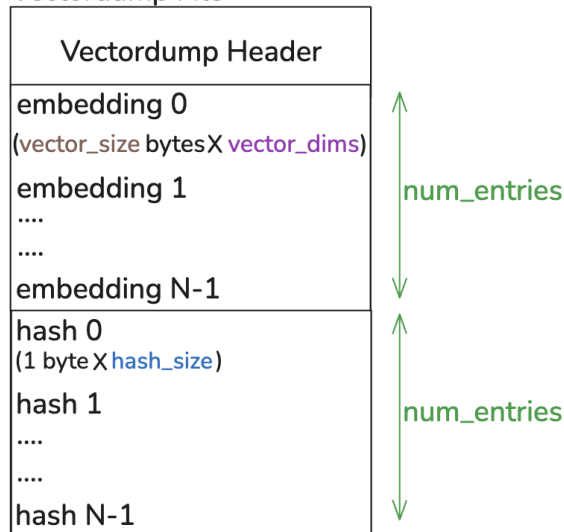 Vectordump Header
embedding 0
(vector_size bytes X vector_dims)
embedding 1
....
....
embedding N-1
num_entries
hash 0
(1 byte X hash_size)
hash 1
....
....
hash N-1
num_entries